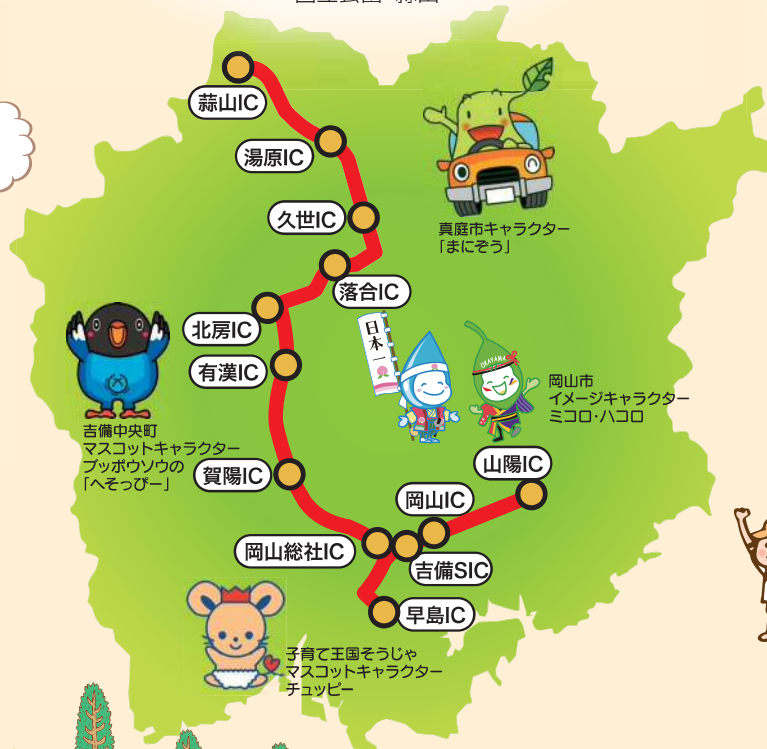 蒜山IC
湯原IC
久世IC
真庭市キャラクター
「まにぞう」
落合IC
北房IC
日本一
有漢IC
OKAYAMA
岡山市
イメージキャラクター
ミコロ・ハコロ
吉備中央町
マスコットキャラクター
ブッポウソウの
「へそっぴー」
賀陽IC
山陽IC
岡山IC
岡山総社IC
吉備SIC
早島IC
子育て王国そうじゃ
マスコットキャラクター
チュッピー